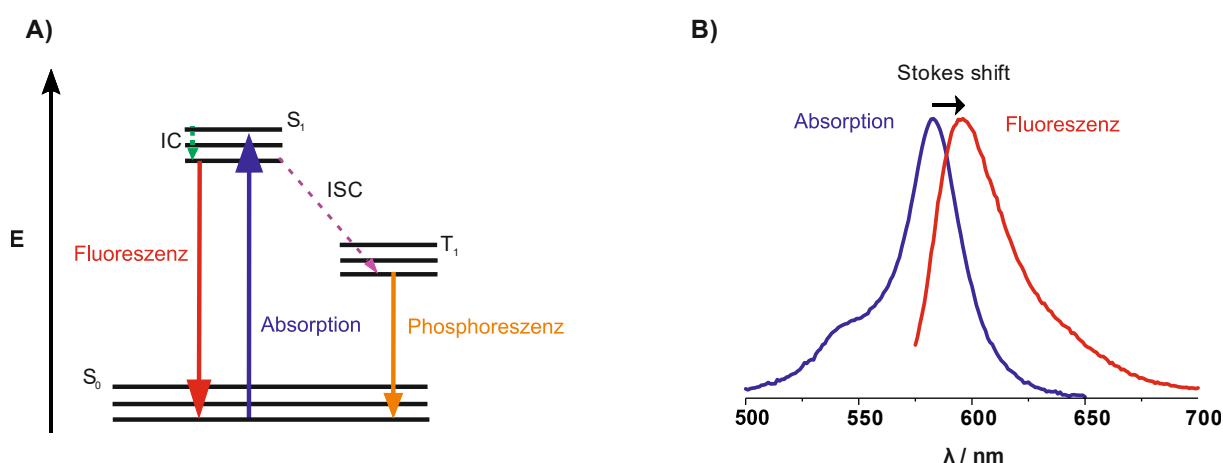 A)
S₁
IC
ISC
E
Fluoreszenz
T₁
Absorption
Phosphoreszenz
S₀
B)
Stokes shift
Absorption
Fluoreszenz
500 550 600 650 700
λ / nm